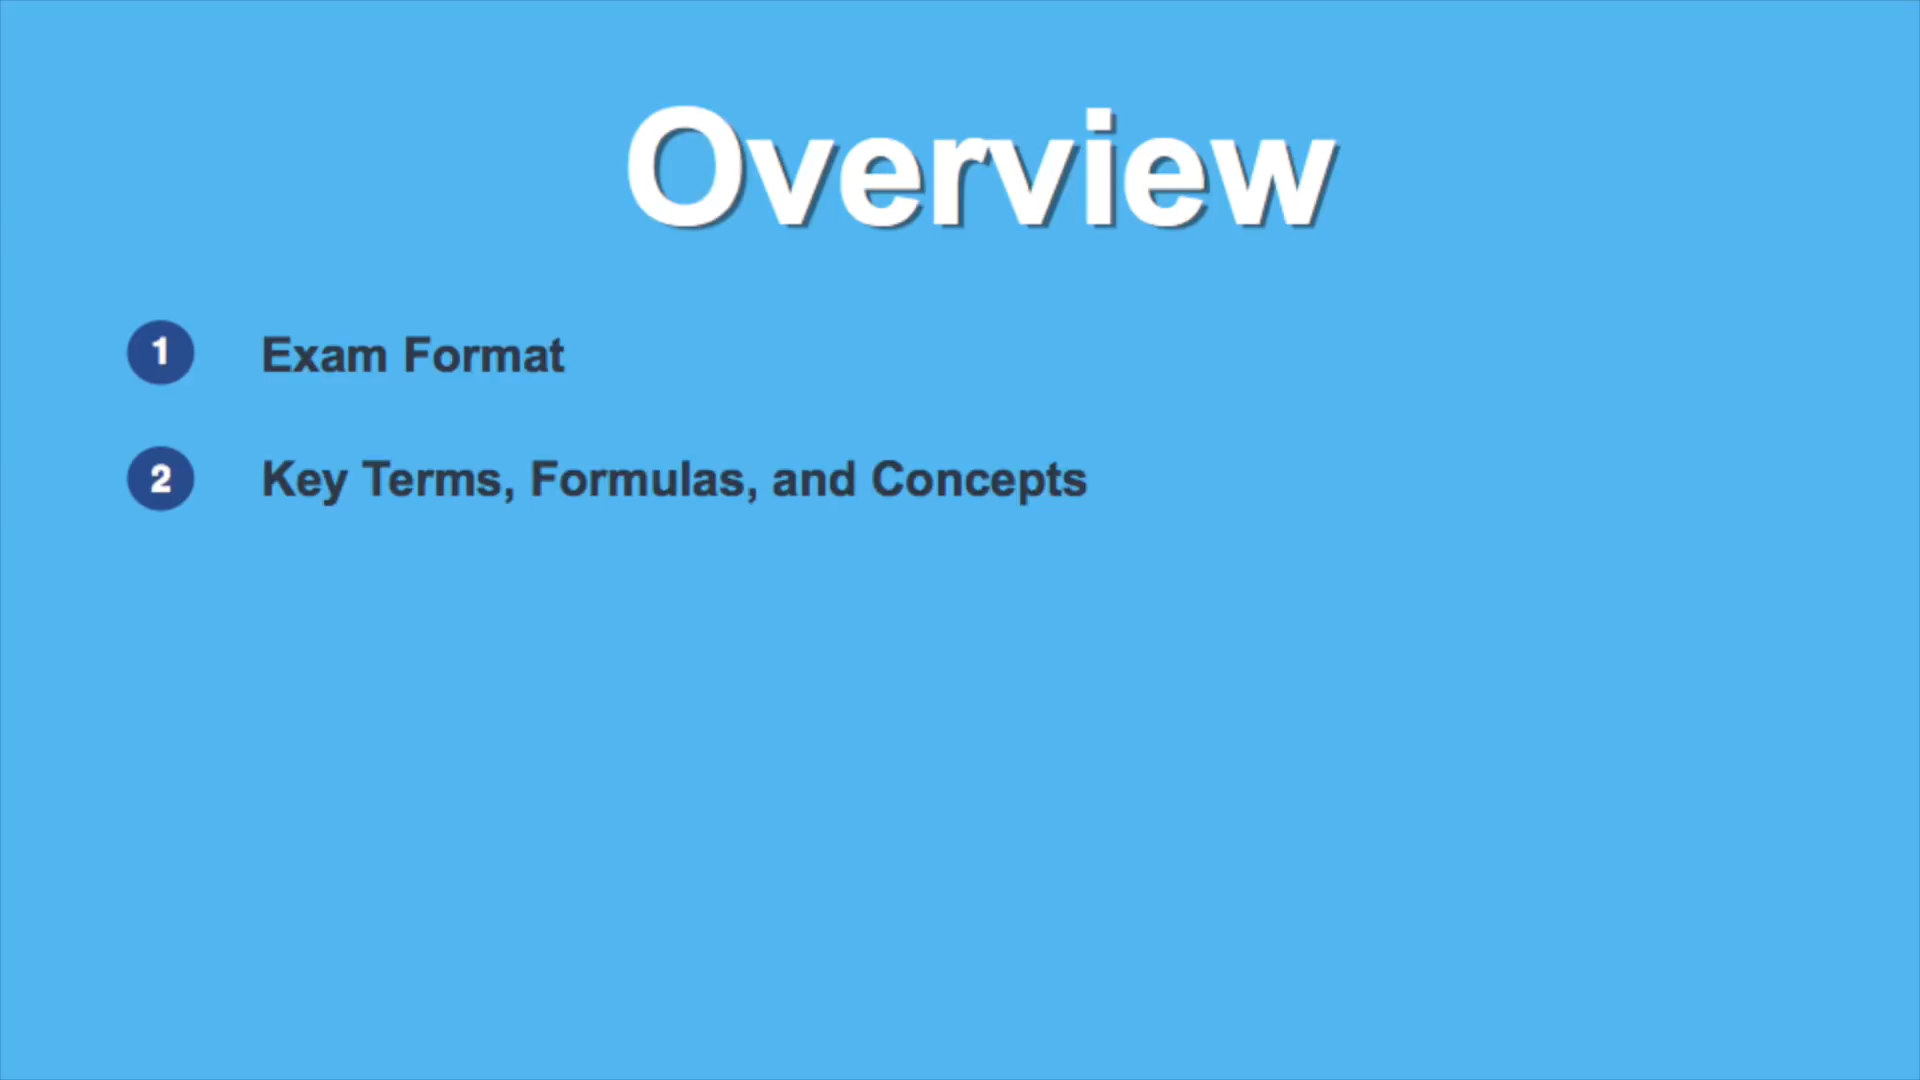 Overview
1 Exam Format
2 Key Terms, Formulas, and Concepts